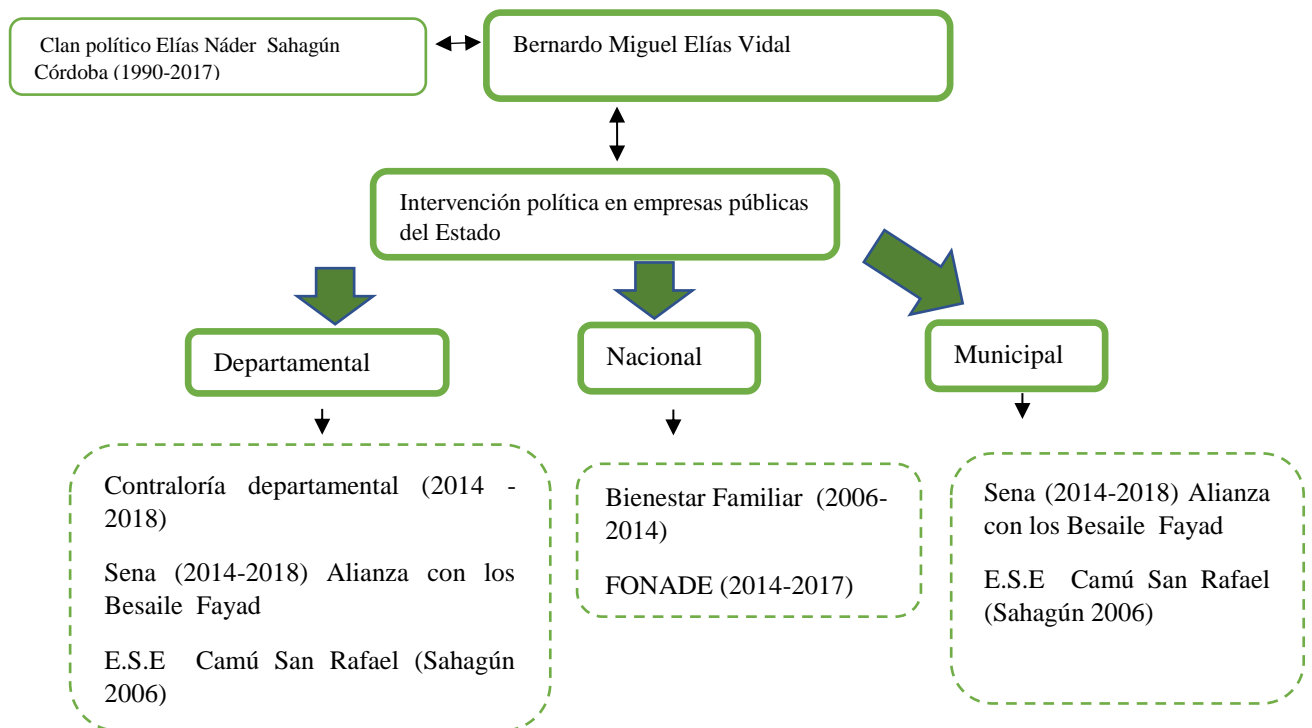 Clan político Elías Náder Sahagún
Córdoba (1990-2017)
Bernardo Miguel Elías Vidal
Intervención política en empresas públicas
del Estado
Departamental
Nacional
Municipal
Contraloría departamental (2014 -
2018)
Sena (2014-2018) Alianza con los
Besaile Fayad
E.S.E Camú San Rafael (Sahagún
2006)
Bienestar Familiar (2006-
2014)
FONADE (2014-2017)
Sena (2014-2018) Alianza
con los Besaile Fayad
E.S.E Camú San Rafael
(Sahagún 2006)